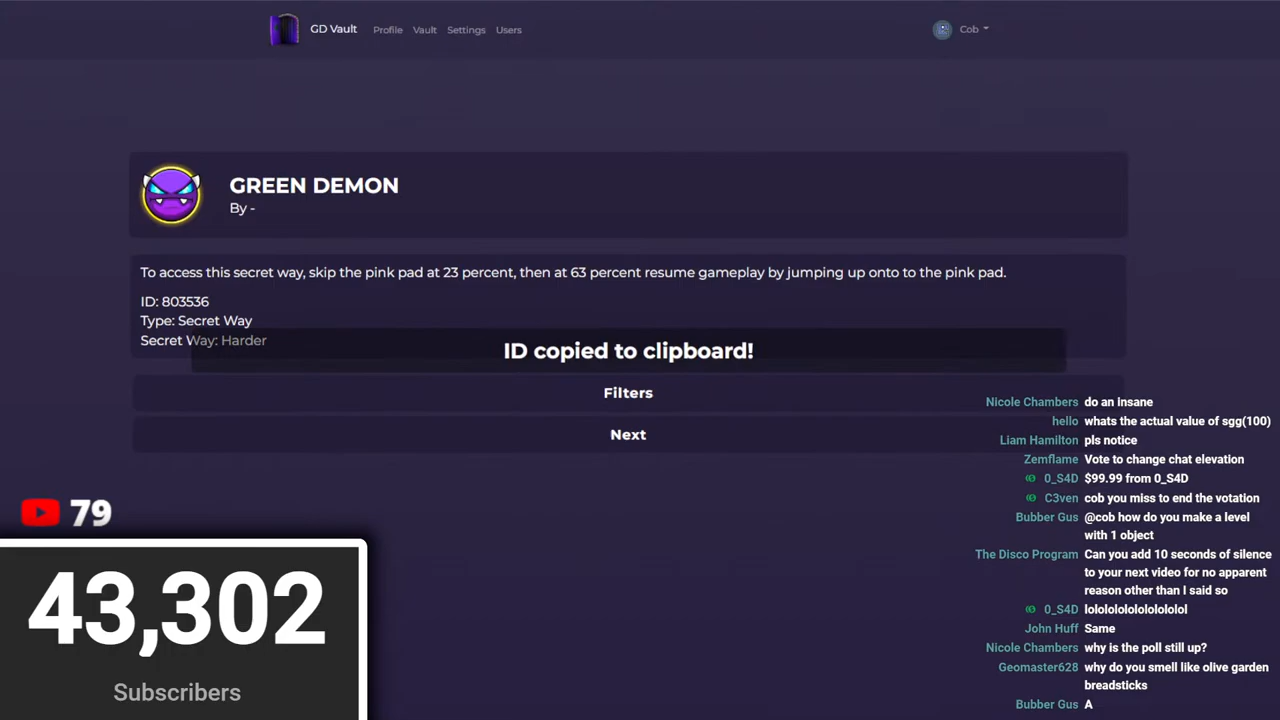 GD Vault Profile Vault Settings Users Cob
GREEN DEMON
By -
To access this secret way, skip the pink pad at 23 percent, then at 63 percent resume gameplay by jumping up onto to the pink pad.
ID: 803536
Type: Secret Way
Secret Way: Harder
ID copied to clipboard!
Filters
Next
79
43,302
Subscribers
Nicole Chambers do an insane
hello whats the actual value of sgg(100)
Liam Hamilton pls notice
Zemflame Vote to change chat elevation
0_S4D $99.99 from 0_S4D
C3ven cob you miss to end the votation
Bubber Gus @cob how do you make a level
with 1 object
The Disco Program Can you add 10 seconds of silence
to your next video for no apparent
reason other than I said so
0_S4D lolololololololololol
John Huff Same
Nicole Chambers why is the poll still up?
Geomaster628 why do you smell like olive garden
breadsticks
Bubber Gus A